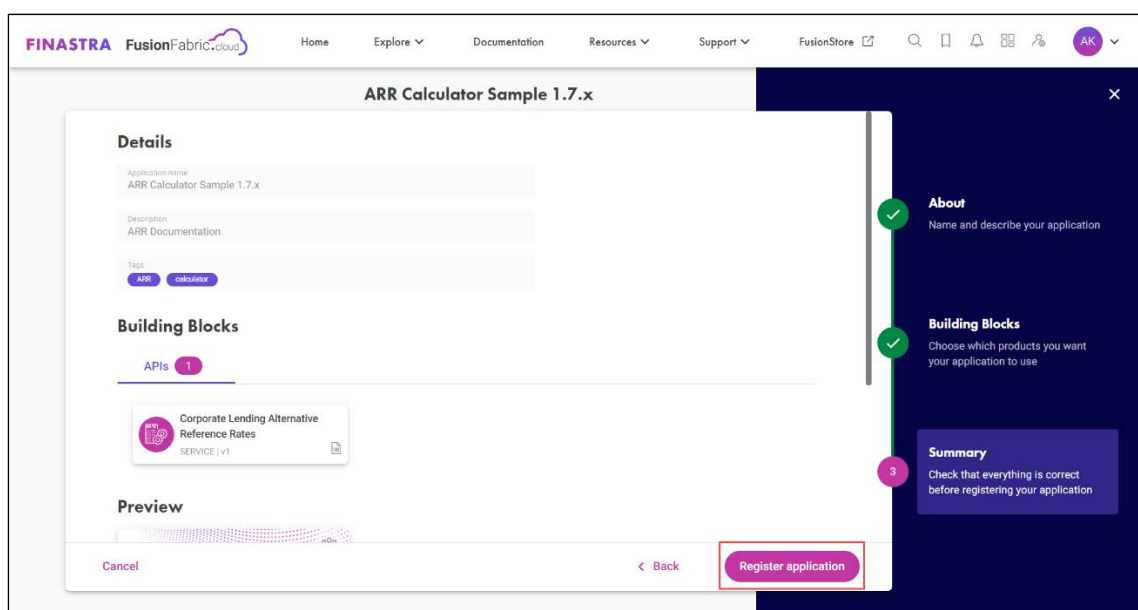 FINASTRA FusionFabric.cloud Home Explore Documentation Resources Support FusionStore AK
ARR Calculator Sample 1.7.x
Details
Application name
ARR Calculator Sample 1.7.x
Description
ARR Documentation
Tags
ARR calculator
Building Blocks
APIs 1
Corporate Lending Alternative
Reference Rates
SERVICE | v1
Preview
Cancel Back Register application
About
Name and describe your application
Building Blocks
Choose which products you want
your application to use
3
Summary
Check that everything is correct
before registering your application